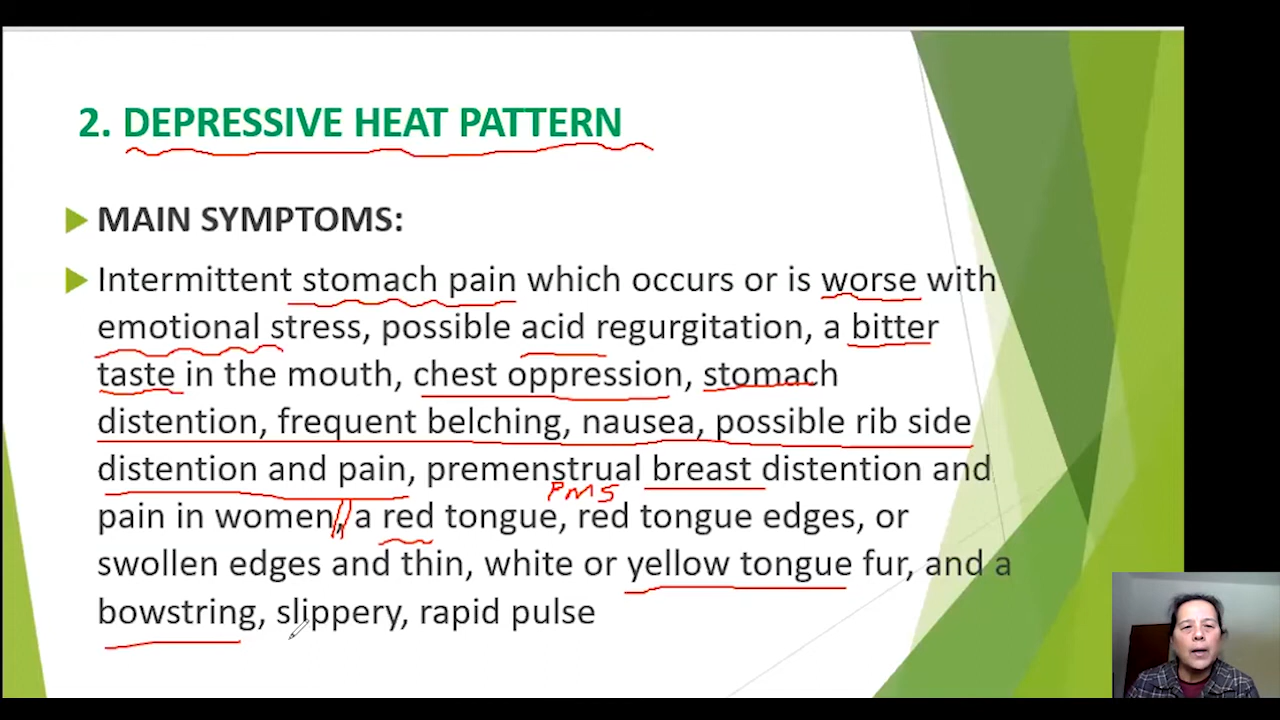 2. DEPRESSIVE HEAT PATTERN
MAIN SYMPTOMS:
Intermittent stomach pain which occurs or is worse with
emotional stress, possible acid regurgitation, a bitter
taste in the mouth, chest oppression, stomach
distention, frequent belching, nausea, possible rib side
distention and pain, premenstrual breast distention and
PMS
pain in women, a red tongue, red tongue edges, or
swollen edges and thin, white or yellow tongue fur, and a
bowstring, slippery, rapid pulse